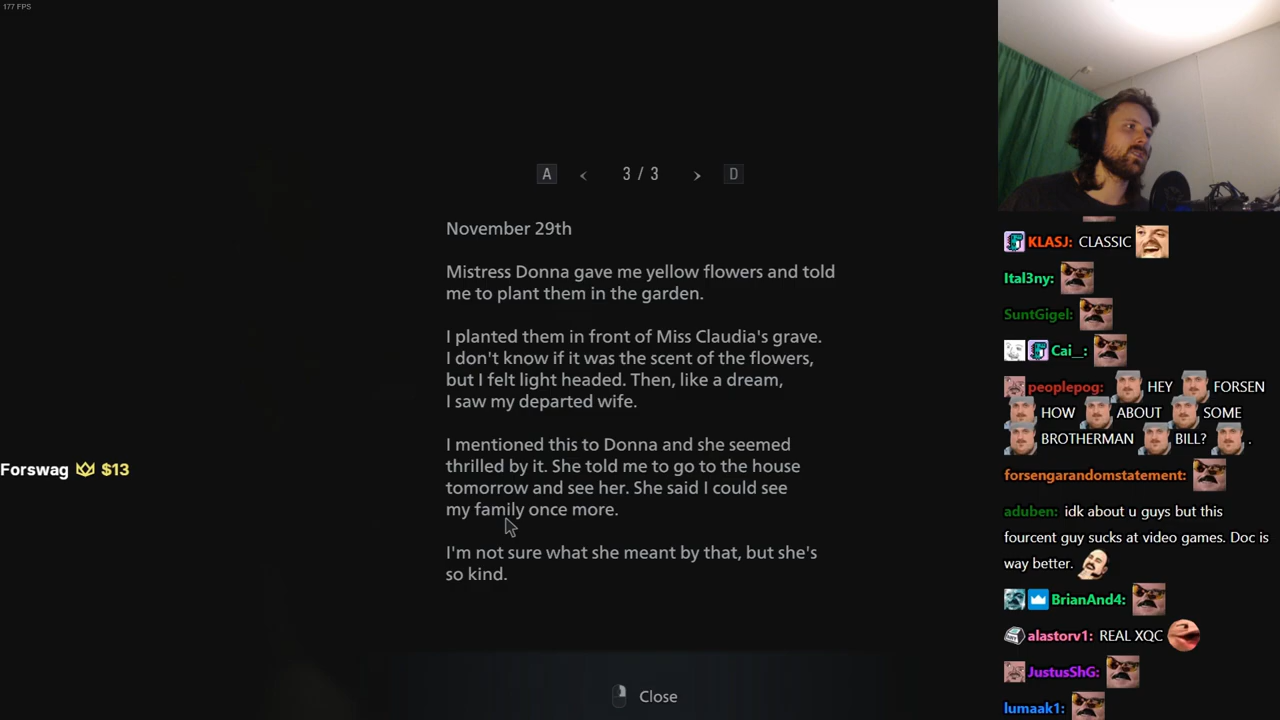 177 FPS
A < 3 / 3 > D
November 29th
Mistress Donna gave me yellow flowers and told
me to plant them in the garden.
I planted them in front of Miss Claudia's grave.
I don't know if it was the scent of the flowers,
but I felt light headed. Then, like a dream,
I saw my departed wife.
I mentioned this to Donna and she seemed
thrilled by it. She told me to go to the house
tomorrow and see her. She said I could see
my family once more.
I'm not sure what she meant by that, but she's
so kind.
Close
Forswag $13
KLASJ: CLASSIC
Ital3ny:
SuntGigel:
Cai__:
peoplepog: HEY FORSEN
HOW ABOUT SOME
BROTHERMAN BILL? .
forsengarandomstatement:
aduben: idk about u guys but this
fourcent guy sucks at video games. Doc is
way better.
BrianAnd4:
alastorv1: REAL XQC
JustusShG:
lumaak1: